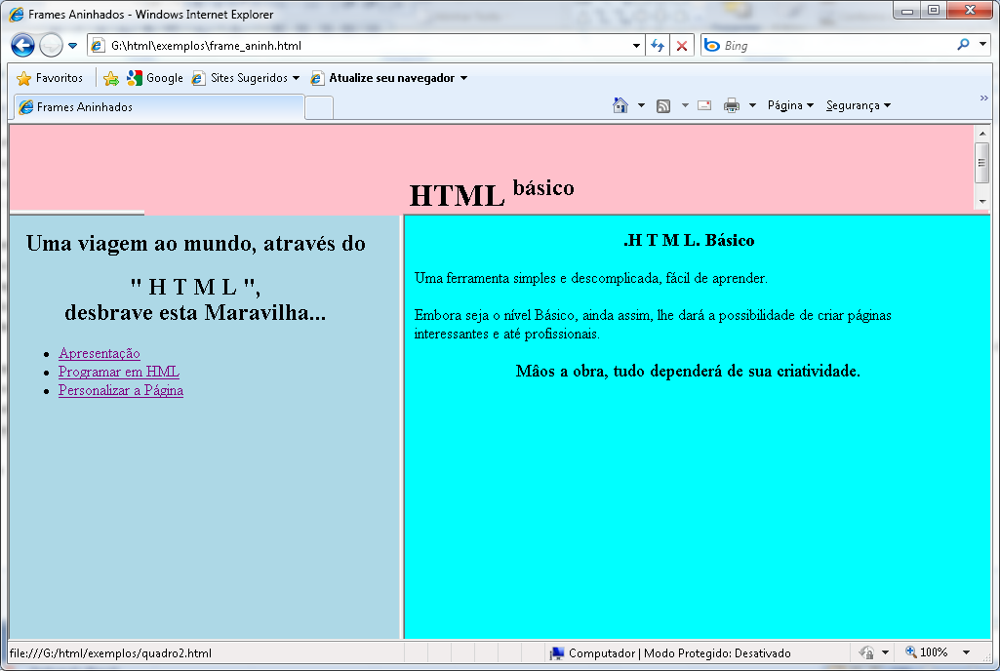 Frames Aninhados - Windows Internet Explorer
G:\html\exemplos\frame_aninh.html
Bing
Favoritos
Google
Sites Sugeridos
Atualize seu navegador
Frames Aninhados
Página
Segurança
HTML básico
Uma viagem ao mundo, através do
" H T M L ",
desbrave esta Maravilha...
Apresentação
Programar em HML
Personalizar a Página
.H T M L. Básico
Uma ferramenta simples e descomplicada, fácil de aprender.
Embora seja o nível Básico, ainda assim, lhe dará a possibilidade de criar páginas
interessantes e até profissionais.
Mâos a obra, tudo dependerá de sua criatividade.
file:///G:/html/exemplos/quadro2.html
Computador | Modo Protegido: Desativado
100%